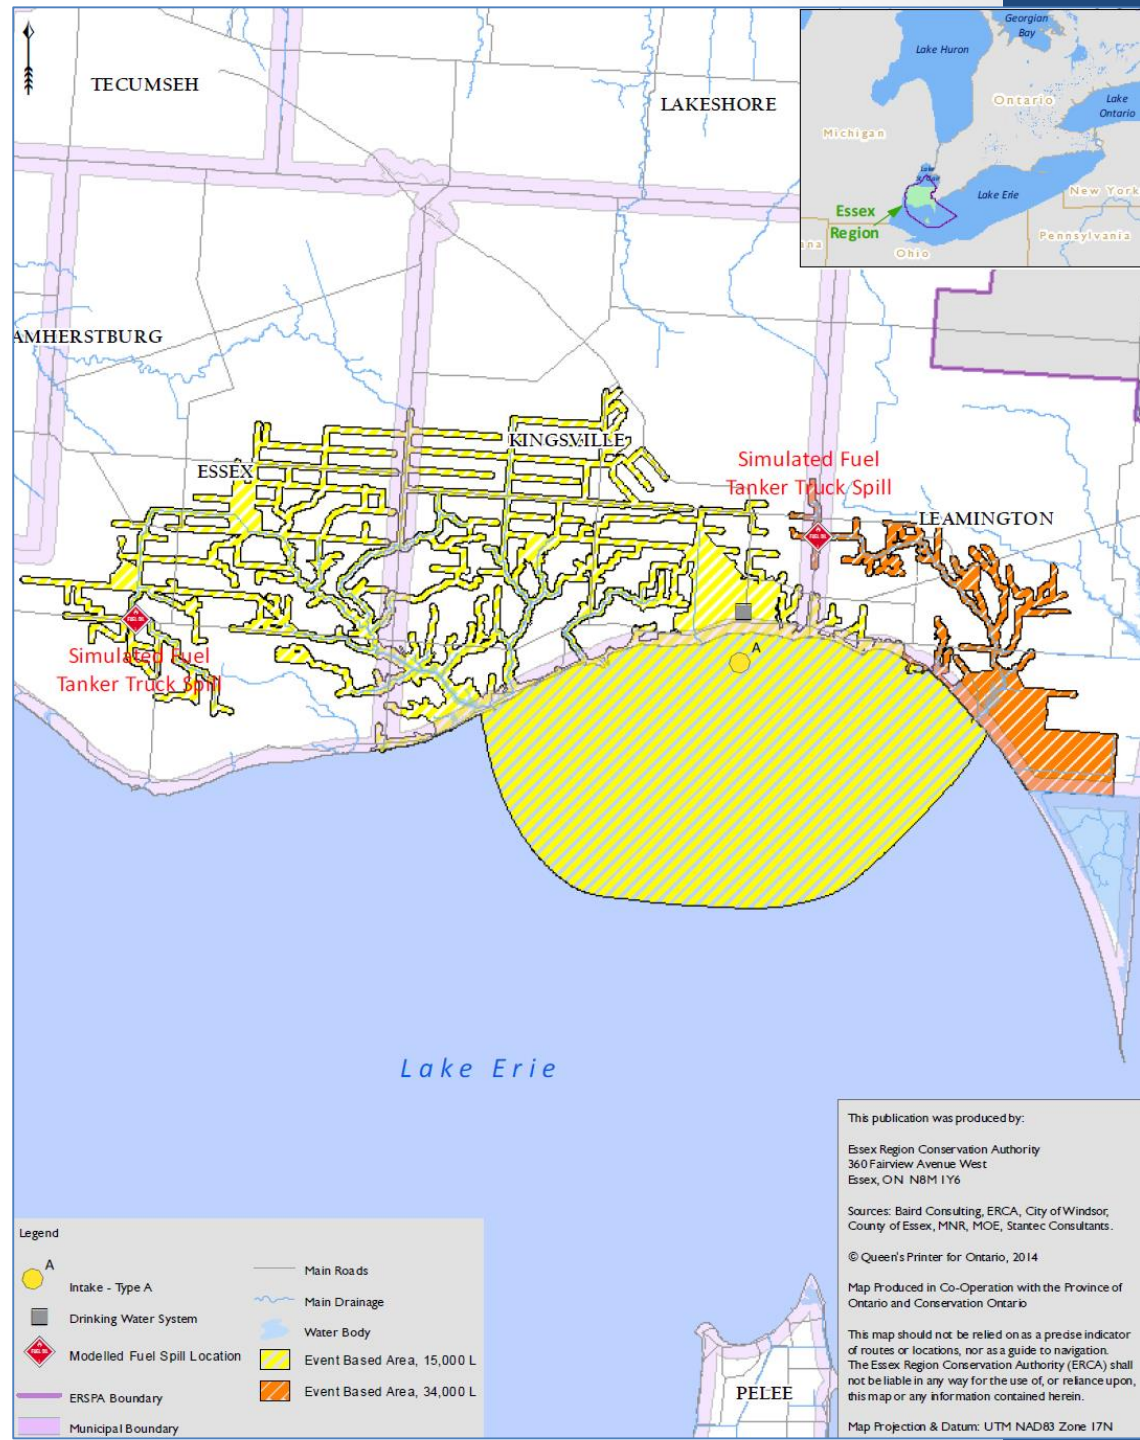 Georgian
Bay
Lake Huron
Ontario
Lake
Ontario
Michigan
Lake
Lake Erie
New York
Essex
Region
Pennsylvania
Ohio
TECUMSEH
LAKESHORE
AMHERSTBURG
KINGSVILLE
ESSEX
Simulated Fuel
Tanker Truck Spill
LEAMINGTON
Simulated Fuel
Tanker Truck Spill
A
Lake Erie
PELEE
Legend
A
Intake - Type A
Drinking Water System
Modelled Fuel Spill Location
ERSPA Boundary
Municipal Boundary
Main Roads
Main Drainage
Water Body
Event Based Area, 15,000 L
Event Based Area, 34,000 L
This publication was produced by:
Essex Region Conservation Authority
360 Fairview Avenue West
Essex, ON N8M 1Y6
Sources: Baird Consulting, ERCA, City of Windsor,
County of Essex, MNR, MOE, Stantec Consultants.
© Queen's Printer for Ontario, 2014
Map Produced in Co-Operation with the Province of
Ontario and Conservation Ontario
This map should not be relied on as a precise indicator
of routes or locations, nor as a guide to navigation.
The Essex Region Conservation Authority (ERCA) shall
not be liable in any way for the use of, or reliance upon,
this map or any information contained herein.
Map Projection & Datum: UTM NAD83 Zone 17N